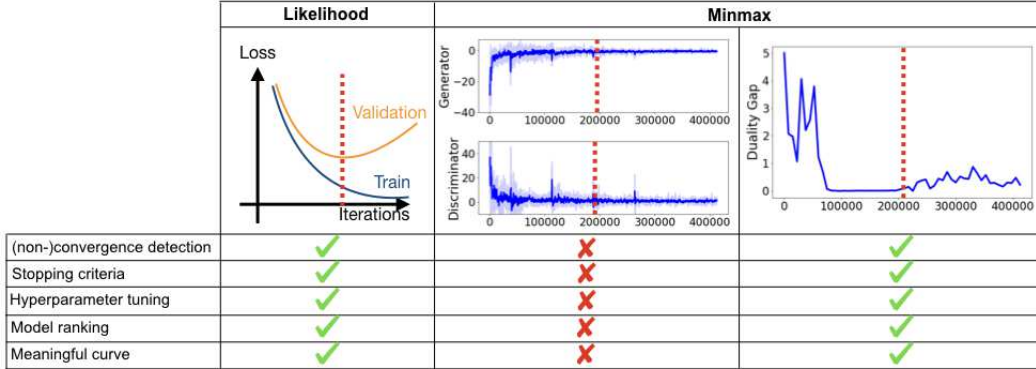 Likelihood
Minmax
Loss
Validation
Train
Iterations
Generator
0
−20
−40
0 100000 200000 300000 400000
Discriminator
40
20
0
0 100000 200000 300000 400000
Duality Gap
5
4
3
2
1
0
0 100000 200000 300000 400000
(non-)convergence detection
Stopping criteria
Hyperparameter tuning
Model ranking
Meaningful curve